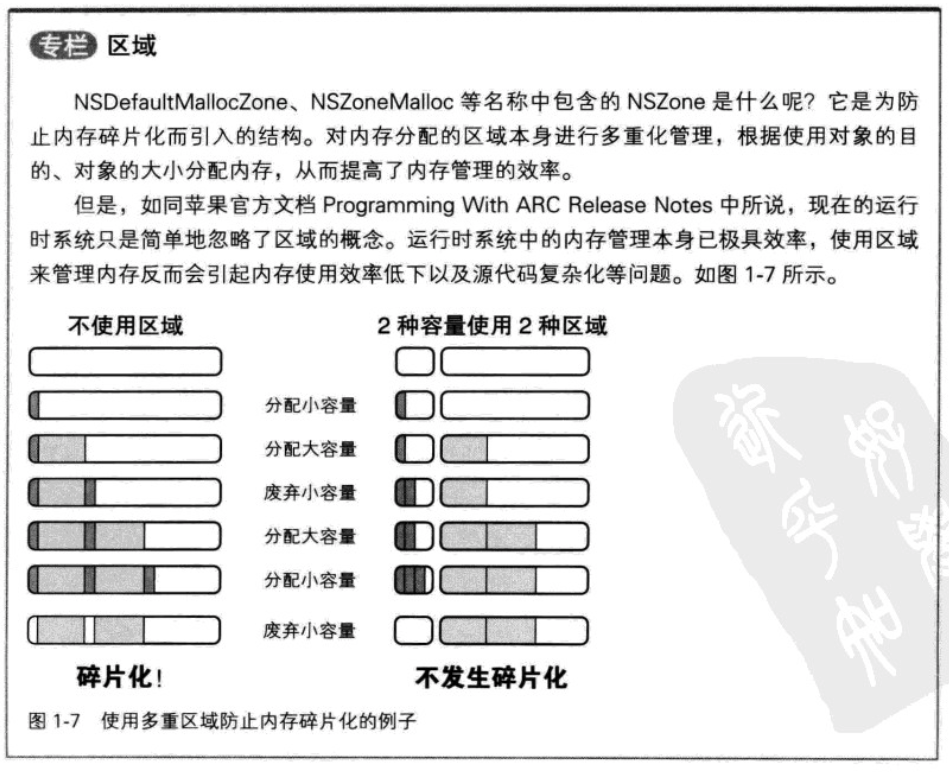 专栏 区域
NSDefaultMallocZone、NSZoneMalloc 等名称中包含的 NSZone 是什么呢？它是为防
止内存碎片化而引入的结构。对内存分配的区域本身进行多重化管理，根据使用对象的目
的、对象的大小分配内存，从而提高了内存管理的效率。
但是，如同苹果官方文档 Programming With ARC Release Notes 中所说，现在的运行
时系统只是简单地忽略了区域的概念。运行时系统中的内存管理本身已极具效率，使用区域
来管理内存反而会引起内存使用效率低下以及源代码复杂化等问题。如图 1-7 所示。
不使用区域
2 种容量使用 2 种区域
分配小容量
分配大容量
废弃小容量
分配大容量
分配小容量
废弃小容量
碎片化！
不发生碎片化
图 1-7 使用多重区域防止内存碎片化的例子